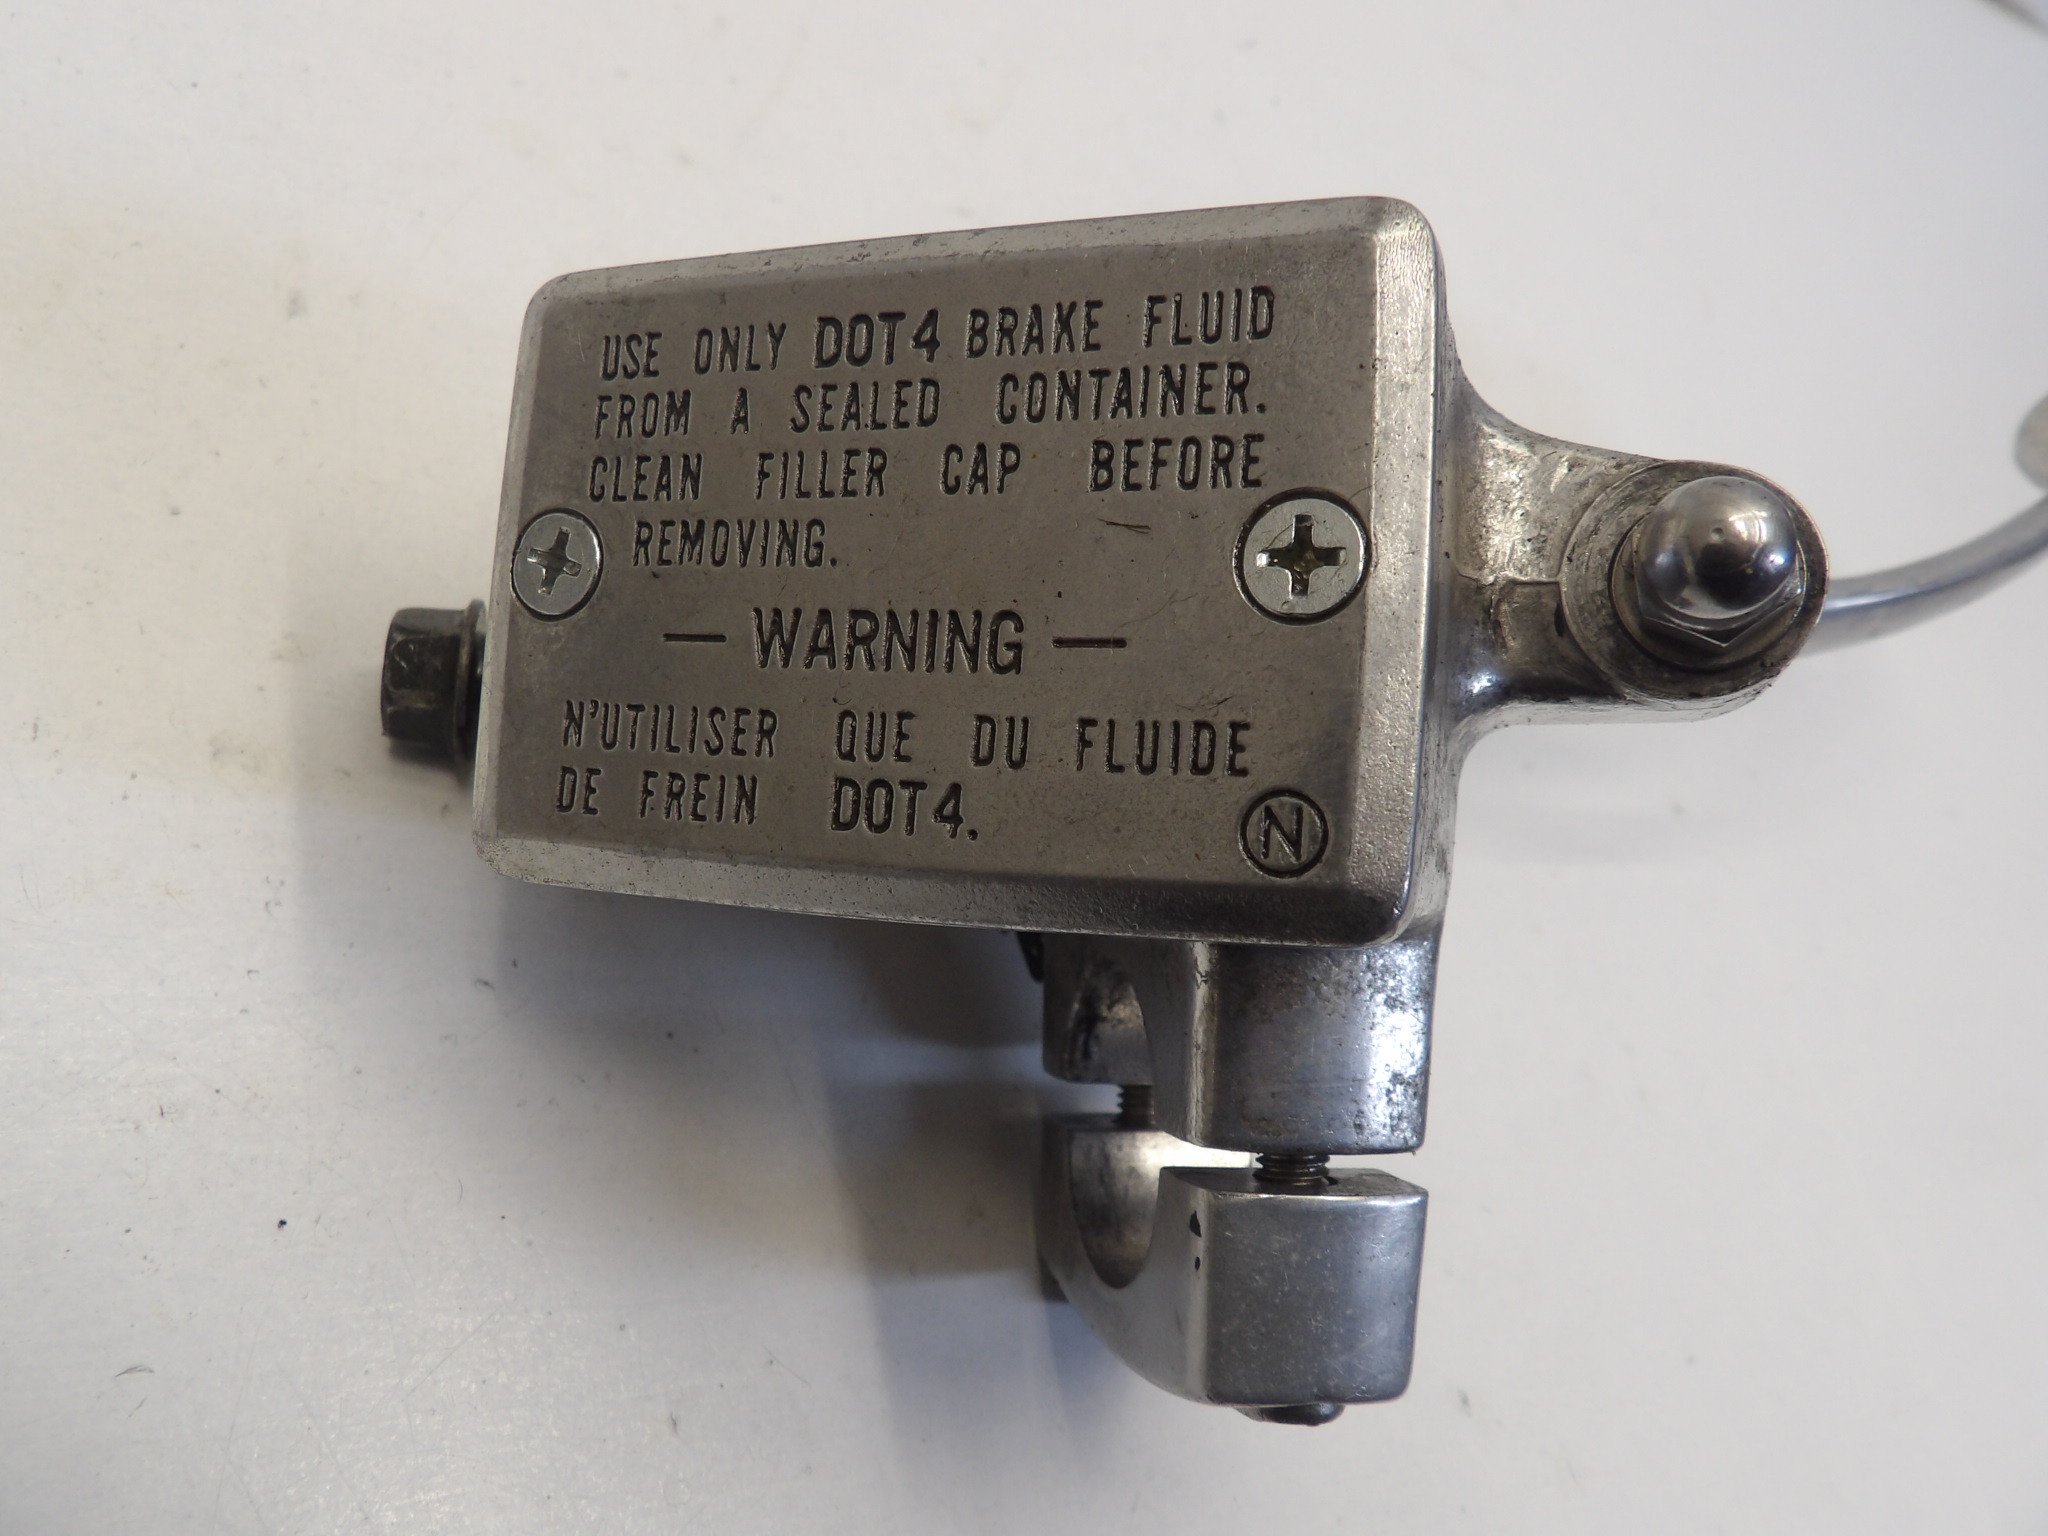 USE ONLY DOT4 BRAKE FLUID
FROM A SEALED CONTAINER.
CLEAN FILLER CAP BEFORE
REMOVING.
— WARNING —
N'UTILISER QUE DU FLUIDE
DE FREIN DOT4.
N